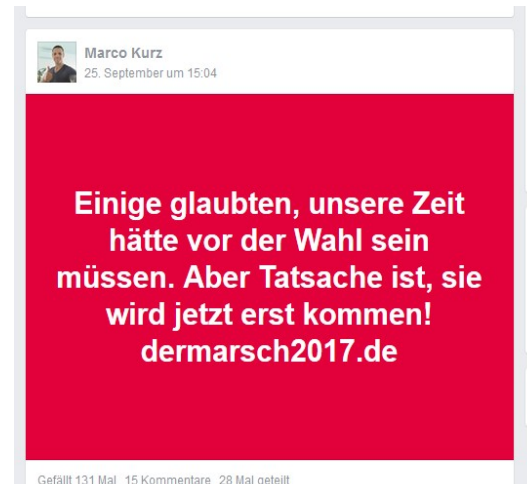 Marco Kurz
25. September um 15:04
Einige glaubten, unsere Zeit
hätte vor der Wahl sein
müssen. Aber Tatsache ist, sie
wird jetzt erst kommen!
dermarsch2017.de
Gefällt 131 Mal 15 Kommentare 28 Mal geteilt